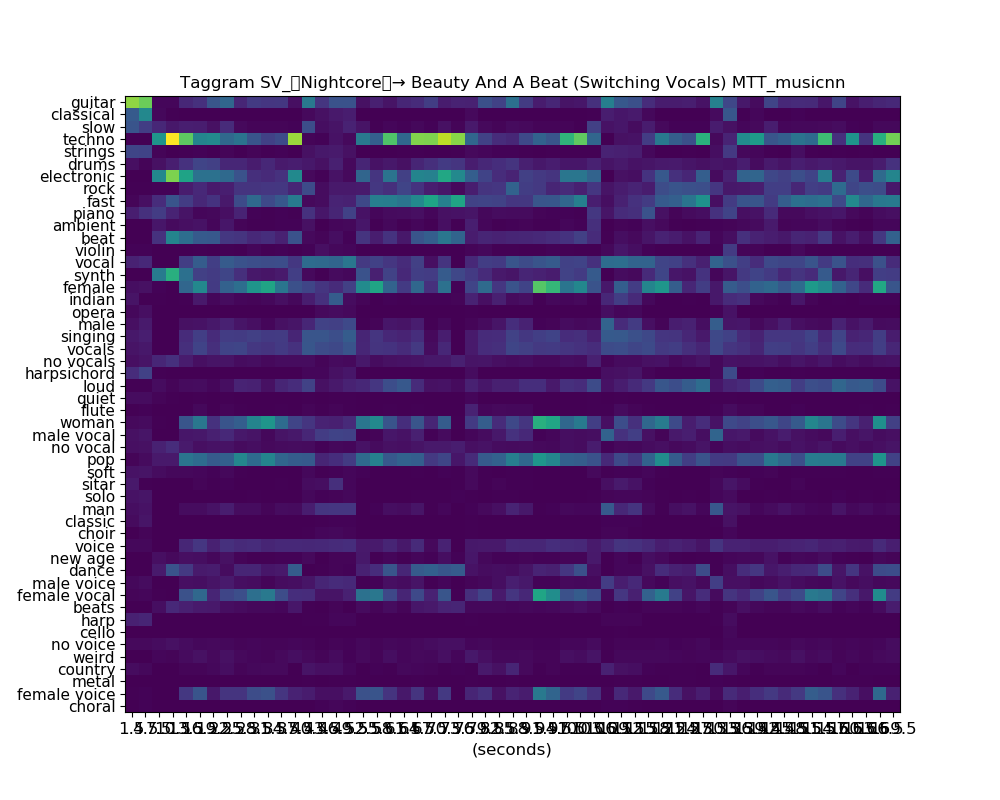 Taggram SV_▯Nightcore▯→ Beauty And A Beat (Switching Vocals) MTT_musicnn
guitar
classical
slow
techno
strings
drums
electronic
rock
fast
piano
ambient
beat
violin
vocal
synth
female
indian
opera
male
singing
vocals
no vocals
harpsichord
loud
quiet
flute
woman
male vocal
no vocal
pop
soft
sitar
solo
man
classic
choir
voice
new age
dance
male voice
female vocal
beats
harp
cello
no voice
weird
country
metal
female voice
choral
(seconds)